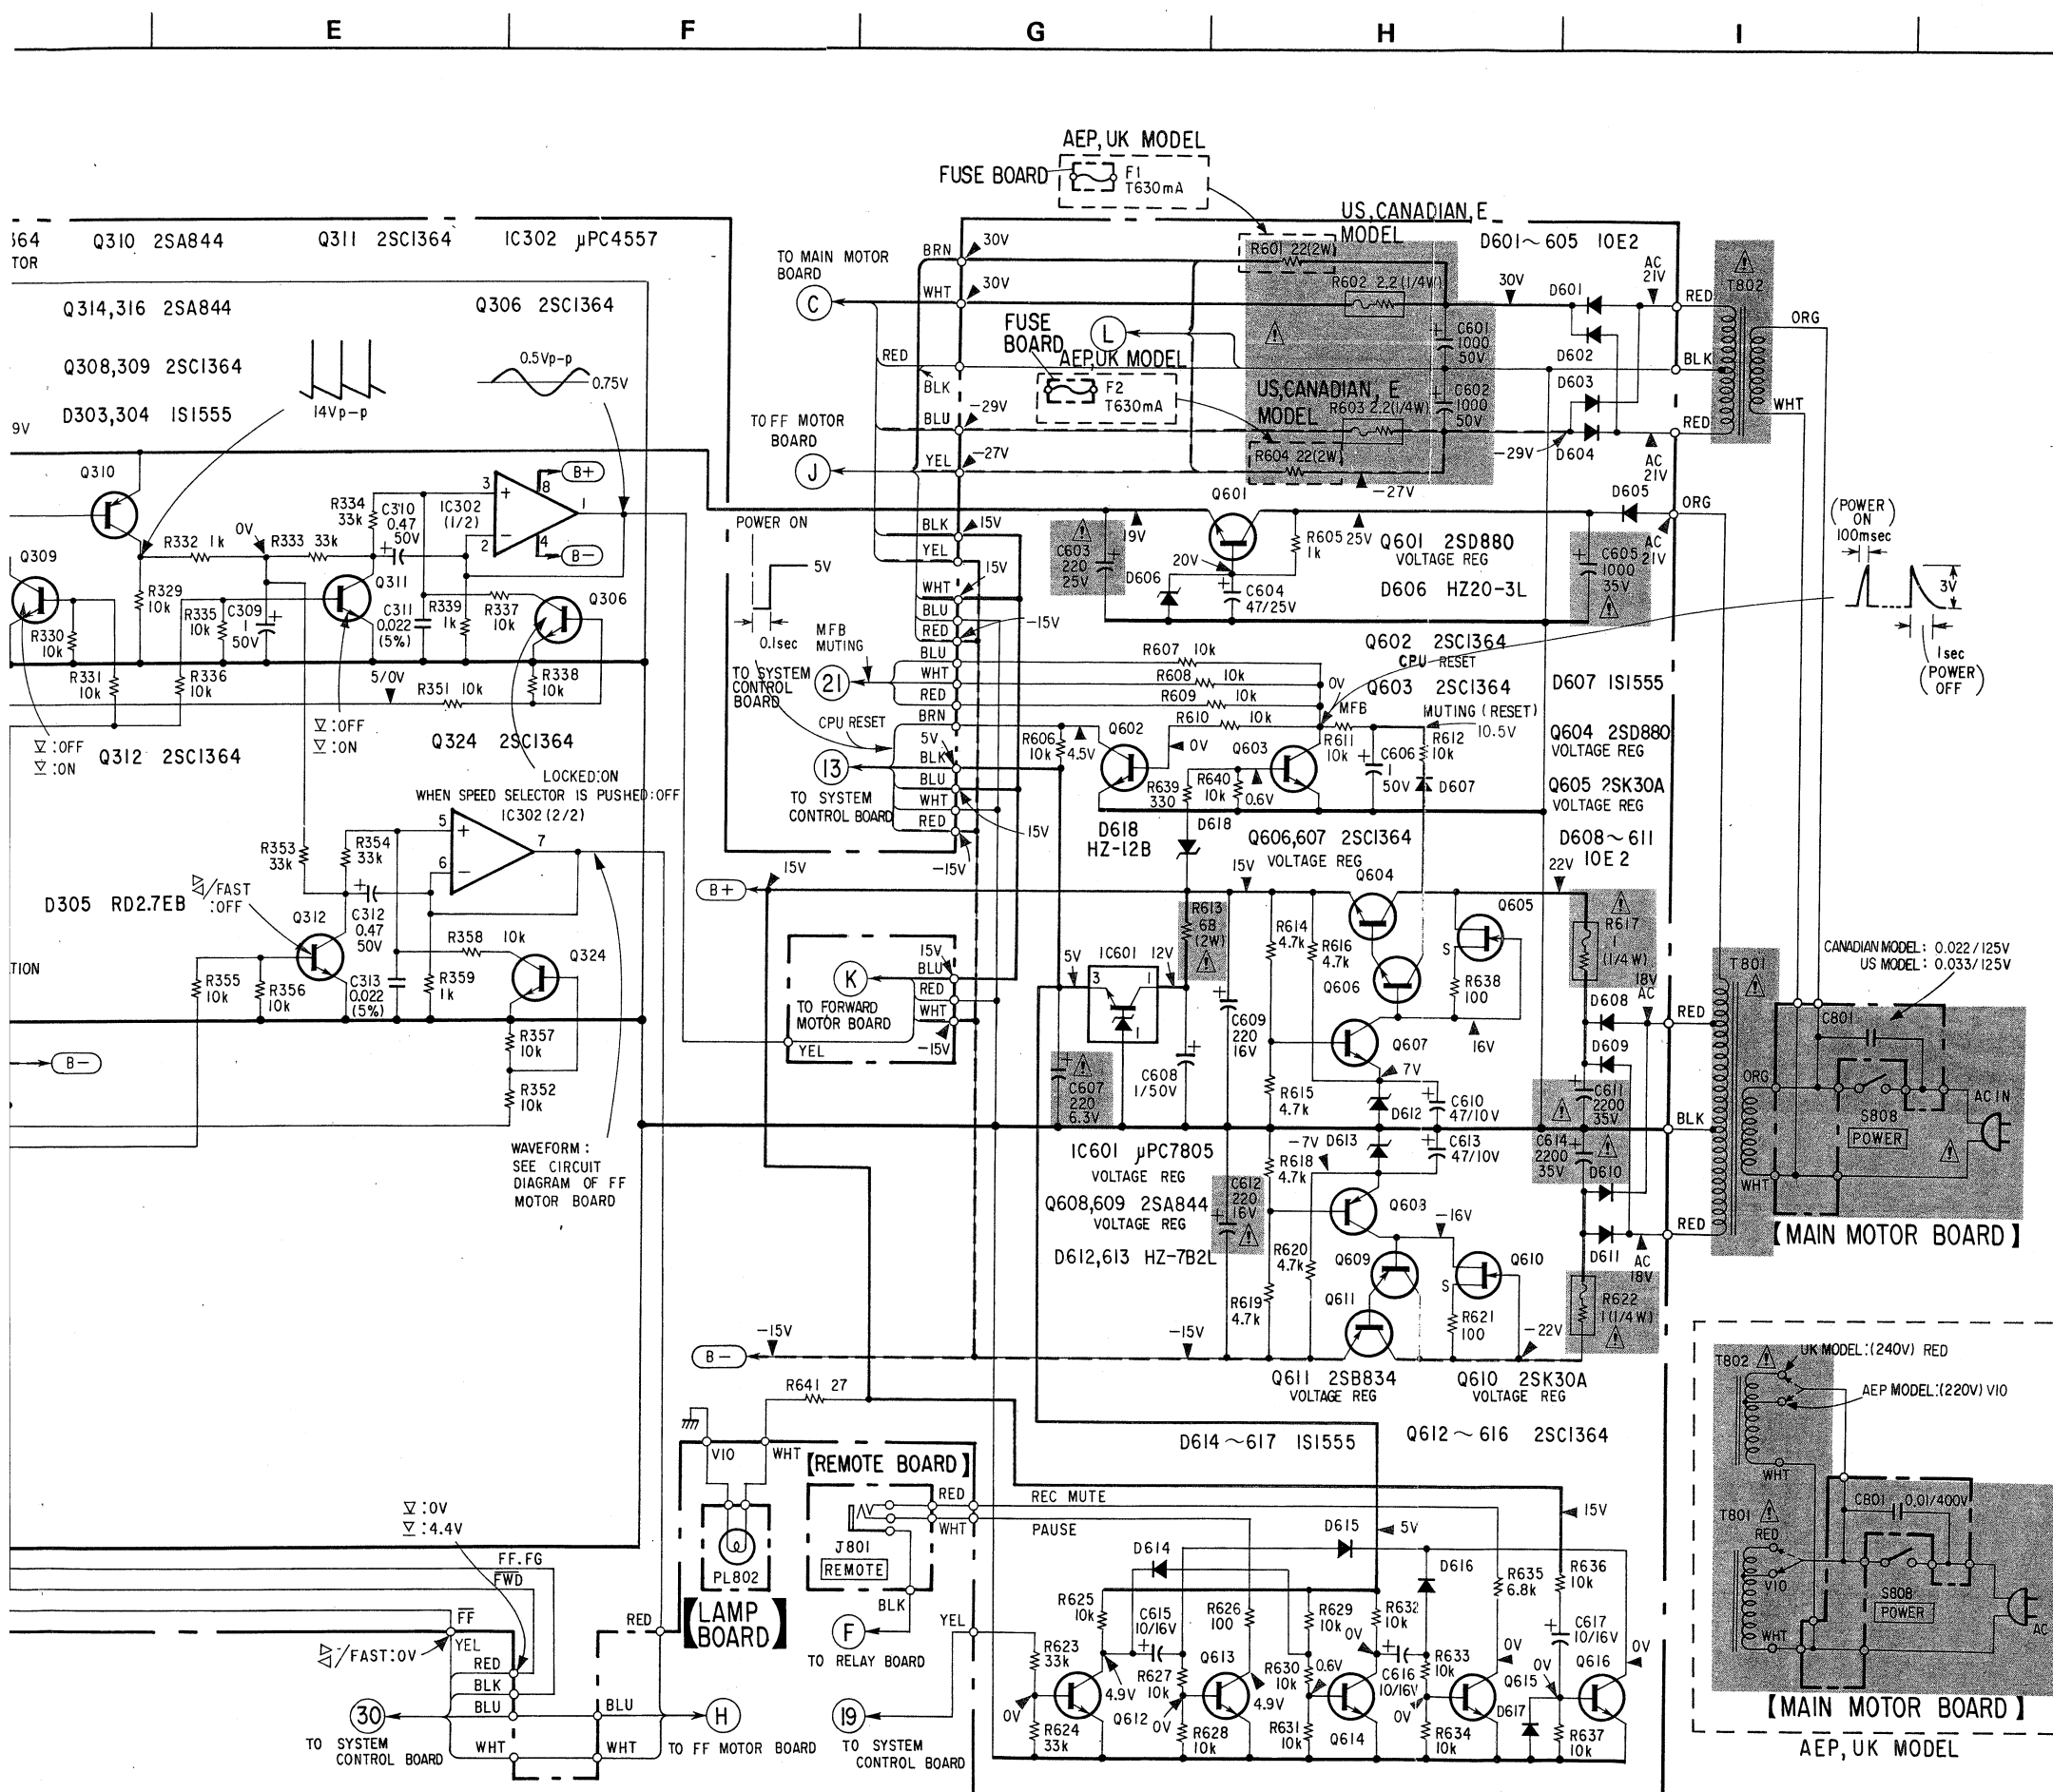 E
F
G
H
I
AEP, UK MODEL
FUSE BOARD
F1
T630mA
US, CANADIAN, E
MODEL
D601~605 10E2
TOR
Q310 2SA844
Q311 2SC1364
IC302 µPC4557
Q314,316 2SA844
Q306 2SC1364
Q308,309 2SC1364
D303,304 1S1555
14Vp-p
0.5Vp-p
0.75V
9V
TO MAIN MOTOR
BOARD
C
BRN
30V
WHT
30V
RED
BLK
BLU
-29V
YEL
-27V
TO FF MOTOR
BOARD
J
L
FUSE
BOARD
AEP,UK MODEL
F2
T630mA
R601 22(2W)
R602 2.2(1/4W)
US,CANADIAN, E
MODEL
R603 2.2(1/4W)
R604 22(2W)
-27V
C601
1000
50V
C602
1000
50V
30V
D601
D602
D603
D604
-29V
AC
21V
RED
BLK
RED
AC
21V
T802
ORG
WHT
D605
ORG
AC
21V
Q310
Q309
R330
10k
R331
10k
R329
10k
R332 1k
0V
R333 33k
R334
33k
C310
0.47
50V
IC302
(1/2)
3
2
8
4
1
B+
B-
R335
10k
C309
1
50V
Q311
C311
0.022
(5%)
R339
1k
R337
10k
Q306
R336
10k
5/0V
R351 10k
R338
10k
:OFF
:ON
:OFF
:ON
Q312 2SC1364
Q324 2SC1364
LOCKED:ON
WHEN SPEED SELECTOR IS PUSHED:OFF
IC302(2/2)
5
6
7
R353
33k
R354
33k
/FAST
:OFF
D305 RD2.7EB
Q312
C312
0.47
50V
R358 10k
Q324
R355
10k
R356
10k
C313
0.022
(5%)
R359
1k
R357
10k
R352
10k
B-
TION
WAVEFORM:
SEE CIRCUIT
DIAGRAM OF FF
MOTOR BOARD
POWER ON
5V
0.1sec
MFB
MUTING
TO SYSTEM
CONTROL
BOARD
21
CPU RESET
13
TO SYSTEM
CONTROL BOARD
BLK
15V
YEL
WHT
15V
BLU
RED
-15V
BLU
WHT
RED
BRN
5V
BLK
BLU
WHT
RED
15V
-15V
C603
220
25V
19V
D606
Q601
20V
C604
47/25V
R605
1k
25V
Q601 2SD880
VOLTAGE REG
D606 HZ20-3L
C605
1000
35V
(POWER
ON)
100msec
3V
1sec
(POWER
OFF)
Q602 2SC1364
CPU RESET
Q603 2SC1364
MUTING (RESET)
10.5V
D607 1S1555
Q604 2SD880
VOLTAGE REG
Q605 2SK30A
VOLTAGE REG
D608~611
10E2
R607 10k
R608 10k
R609 10k
R610 10k
0V
MFB
R606
10k
4.5V
Q602
0V
Q603
R611
10k
C606
1
50V
R612
10k
D607
R639
330
R640
10k
0.6V
D618
HZ-12B
D618
Q606,607 2SC1364
VOLTAGE REG
B+
15V
15V
Q604
22V
R613
68
(2W)
R614
4.7k
R616
4.7k
Q605
S
Q606
R638
100
R617
1
(1/4W)
18V
AC
D608
RED
D609
K
TO FORWARD
MOTOR BOARD
15V
BLU
RED
WHT
-15V
YEL
5V
IC601
12V
3
1
1
C609
220
16V
Q607
16V
7V
C607
220
6.3V
C608
1/50V
R615
4.7k
D612
C610
47/10V
C611
2200
35V
BLK
IC601 µPC7805
VOLTAGE REG
-7V
D613
C613
47/10V
C614
2200
35V
D610
R618
4.7k
Q608,609 2SA844
VOLTAGE REG
C612
220
16V
Q608
-16V
D612,613 HZ-7B2L
R620
4.7k
Q609
Q610
S
D611
RED
AC
18V
R619
4.7k
Q611
R621
100
R622
1(1/4W)
B-
-15V
-15V
-22V
Q611 2SB834
VOLTAGE REG
Q610 2SK30A
VOLTAGE REG
T801
CANADIAN MODEL: 0.022/125V
US MODEL: 0.033/125V
C801
ORG
S808
POWER
WHT
AC IN
【MAIN MOTOR BOARD】
T802
UK MODEL:(240V) RED
AEP MODEL:(220V) VIO
WHT
T801
RED
VIO
WHT
C801 0.01/400V
S808
POWER
AC
【MAIN MOTOR BOARD】
AEP, UK MODEL
R641 27
VIO
WHT
PL802
【LAMP
BOARD】
【REMOTE BOARD】
J801
REMOTE
RED
WHT
BLK
REC MUTE
PAUSE
F
TO RELAY BOARD
YEL
19
TO SYSTEM
CONTROL BOARD
D614~617 1S1555
Q612~616 2SC1364
15V
D615
5V
D614
D616
R635
6.8k
R636
10k
R625
10k
C615
10/16V
R626
100
R629
10k
R632
10k
C617
10/16V
R623
33k
R627
10k
Q613
R630
10k
0.6V
0V
C616
10/16V
R633
10k
0V
Q615
0V
Q616
0V
0V
4.9V
Q612
0V
4.9V
0V
D617
R624
33k
R628
10k
R631
10k
Q614
R634
10k
R637
10k
:0V
:4.4V
FF.FG
FWD
FF
/FAST:0V
YEL
RED
BLK
BLU
WHT
30
TO SYSTEM
CONTROL BOARD
RED
BLU
WHT
H
TO FF MOTOR BOARD